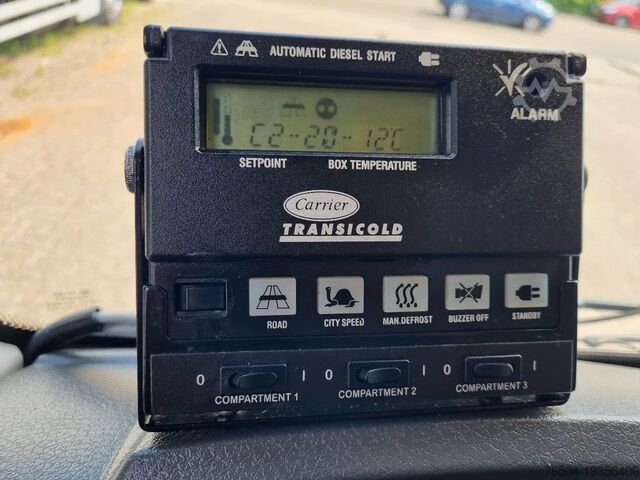 AUTOMATIC DIESEL START
ALARM
C2-20-12C
SETPOINT BOX TEMPERATURE
Carrier
TRANSICOLD
ROAD CITY SPEED MAN.DEFROST BUZZER OFF STANDBY
0 I 0 I 0 I
COMPARTMENT 1 COMPARTMENT 2 COMPARTMENT 3